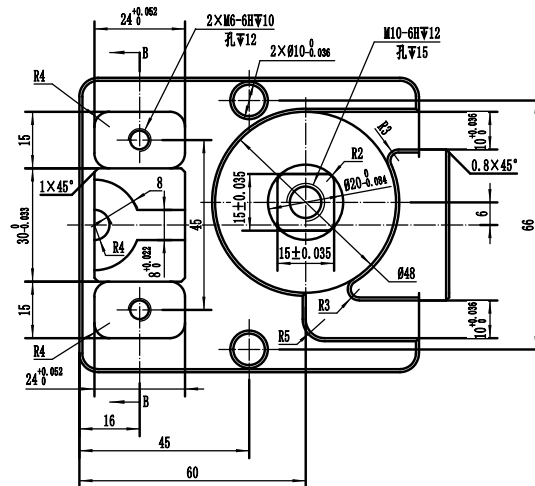 24 +0.052 0
2×M6-6H↧10
孔↧12
2×Ø10 0 -0.036
M10-6H↧12
孔↧15
B
R4
R3
15
10 +0.036 0
R2
0.8×45°
1×45°
8
Ø20 0 -0.084
15±0.035
30 0 -0.033
45
6
66
R4
8 +0.022 0
15±0.035
Ø48
15
R3
10 +0.036 0
R5
R4
24 +0.052 0
B
16
45
60